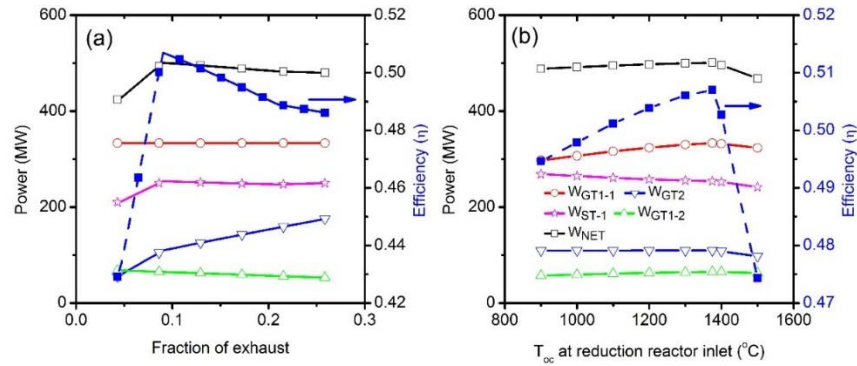 (a)
600
400
200
0
Power (MW)
0.0
0.1
0.2
0.3
Fraction of exhaust
0.52
0.50
0.48
0.46
0.44
0.42
Efficiency (η)
(b)
600
400
200
0
Power (MW)
W_GT1-1 W_GT2
W_ST-1 W_GT1-2
W_NET
800
1000
1200
1400
1600
T_oc at reduction reactor inlet (°C)
0.52
0.51
0.50
0.49
0.48
0.47
Efficiency (η)